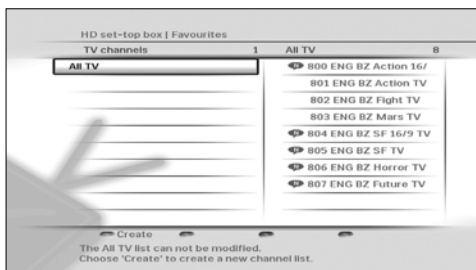 HD set-top box | Favourites
TV channels 1 All TV 8
All TV
800 ENG BZ Action 16/
801 ENG BZ Action TV
802 ENG BZ Fight TV
803 ENG BZ Mars TV
804 ENG BZ SF 16/9 TV
805 ENG BZ SF TV
806 ENG BZ Horror TV
807 ENG BZ Future TV
Create
The All TV list can not be modified.
Choose 'Create' to create a new channel list.